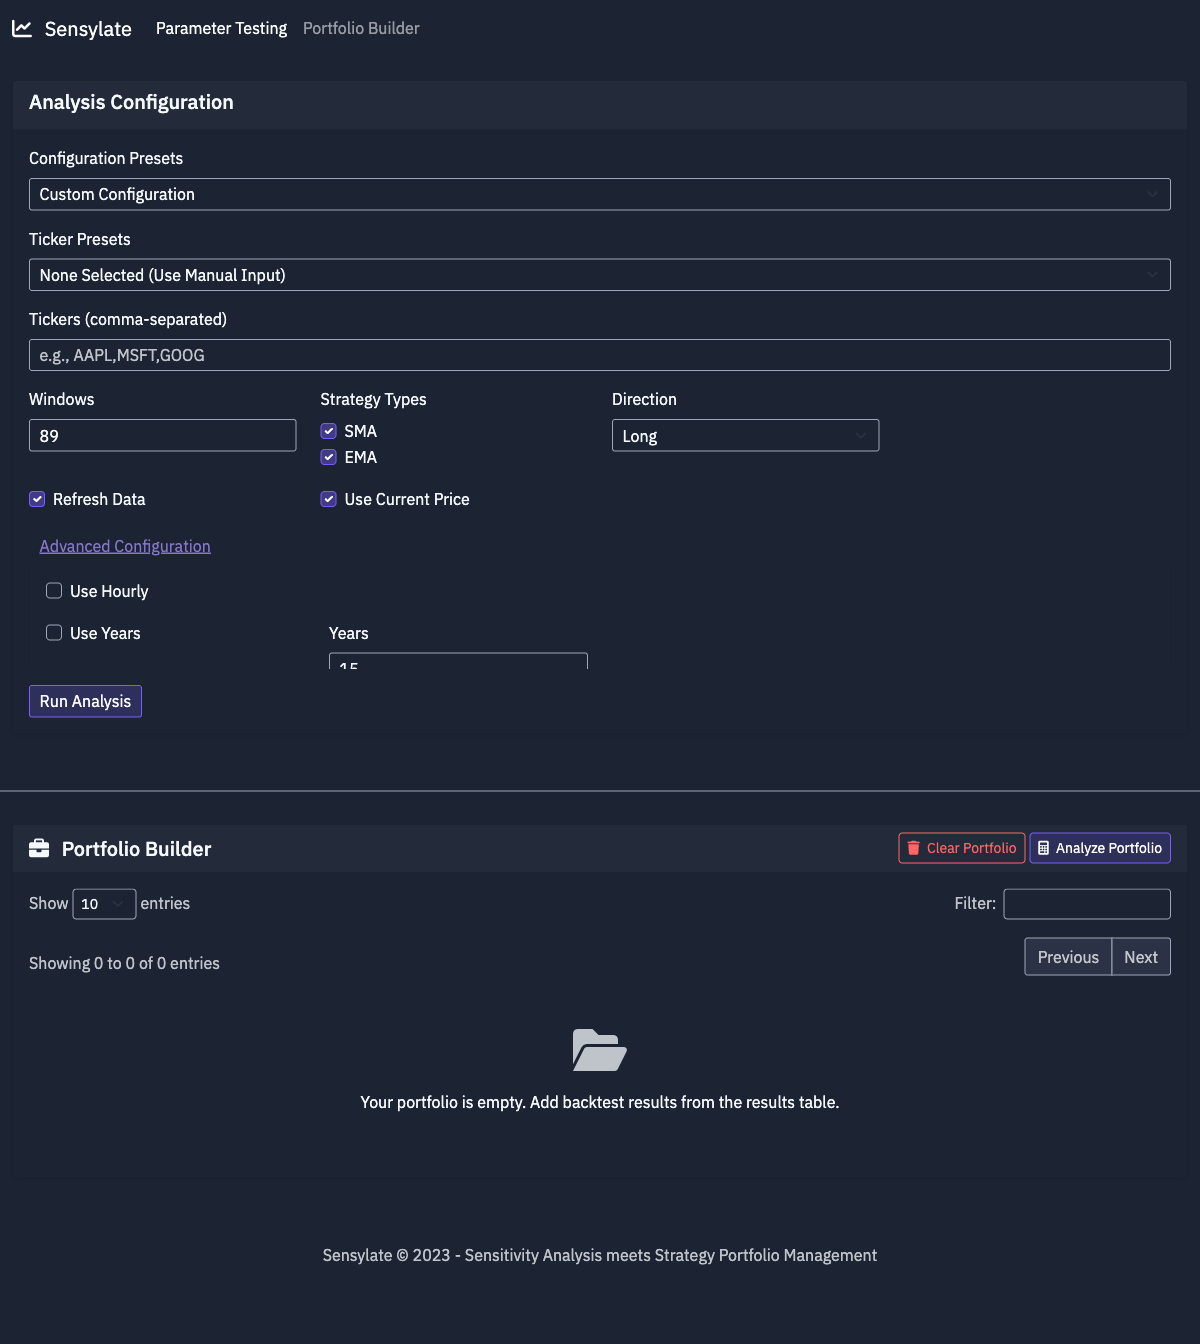 Sensylate Parameter Testing Portfolio Builder
Analysis Configuration
Configuration Presets
Custom Configuration
Ticker Presets
None Selected (Use Manual Input)
Tickers (comma-separated)
e.g., AAPL,MSFT,GOOG
Windows Strategy Types Direction
89 SMA Long
EMA
Refresh Data Use Current Price
Advanced Configuration
Use Hourly
Use Years Years
15
Run Analysis
Portfolio Builder Clear Portfolio Analyze Portfolio
Show 10 entries Filter:
Showing 0 to 0 of 0 entries Previous Next
Your portfolio is empty. Add backtest results from the results table.
Sensylate © 2023 - Sensitivity Analysis meets Strategy Portfolio Management